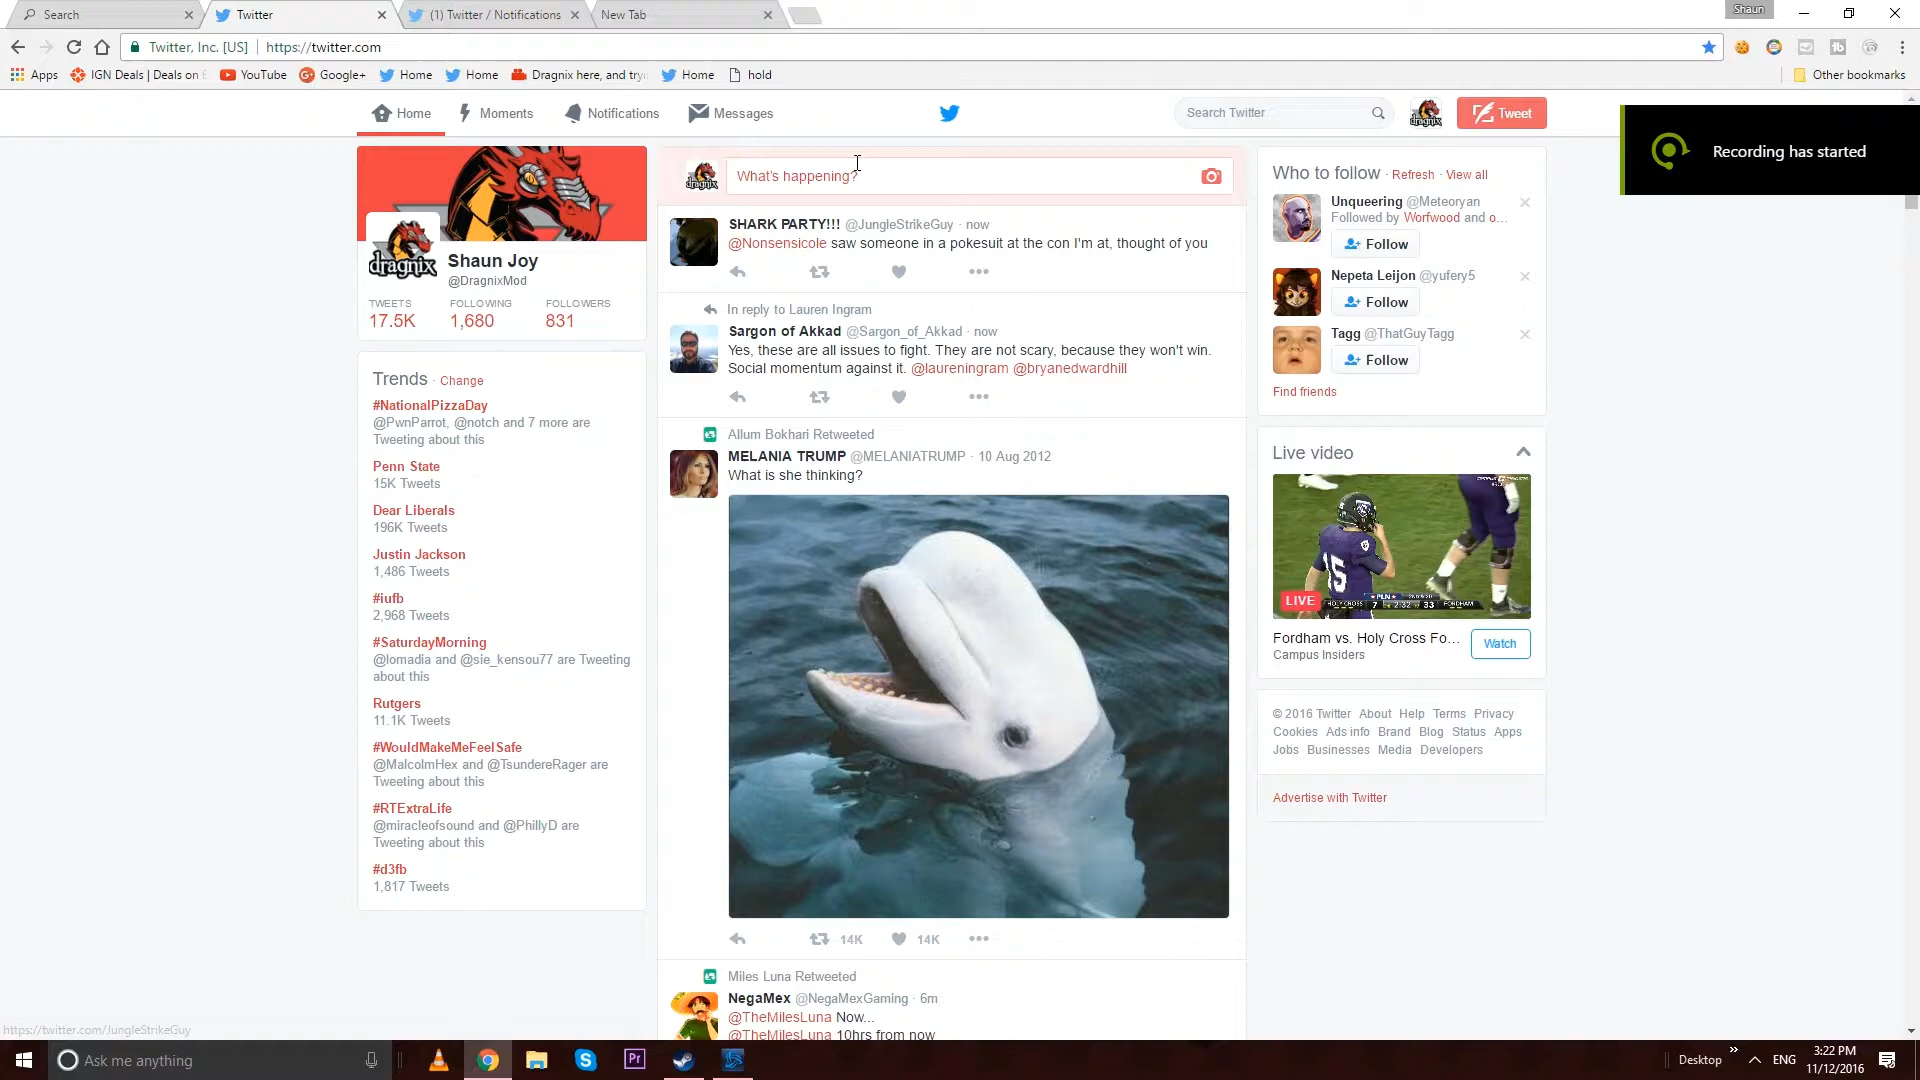 Search
Twitter
(1) Twitter / Notifications
New Tab
Shaun
Twitter, Inc. [US]
https://twitter.com
Apps
IGN Deals | Deals on
YouTube
Google+
Home
Home
Dragnix here, and try
Home
hold
Other bookmarks
Home
Moments
Notifications
Messages
Search Twitter
Tweet
Recording has started
dragnix
Shaun Joy
@DragnixMod
TWEETS FOLLOWING FOLLOWERS
17.5K 1,680 831
Trends · Change
#NationalPizzaDay
@PwnParrot, @notch and 7 more are
Tweeting about this
Penn State
15K Tweets
Dear Liberals
196K Tweets
Justin Jackson
1,486 Tweets
#iufb
2,968 Tweets
#SaturdayMorning
@lomadia and @sie_kensou77 are Tweeting
about this
Rutgers
11.1K Tweets
#WouldMakeMeFeelSafe
@MalcolmHex and @TsundereRager are
Tweeting about this
#RTExtraLife
@miracleofsound and @PhillyD are
Tweeting about this
#d3fb
1,817 Tweets
What's happening?
SHARK PARTY!!! @JungleStrikeGuy · now
@Nonsensicole saw someone in a pokesuit at the con I'm at, thought of you
In reply to Lauren Ingram
Sargon of Akkad @Sargon_of_Akkad · now
Yes, these are all issues to fight. They are not scary, because they won't win.
Social momentum against it. @laureningram @bryanedwardhill
Allum Bokhari Retweeted
MELANIA TRUMP @MELANIATRUMP · 10 Aug 2012
What is she thinking?
14K 14K
Miles Luna Retweeted
NegaMex @NegaMexGaming · 6m
@TheMilesLuna Now...
@TheMilesLuna 10hrs from now
Who to follow · Refresh · View all
Unqueering @Meteoryan
Followed by Worfwood and o...
Follow
Nepeta Leijon @yufery5
Follow
Tagg @ThatGuyTagg
Follow
Find friends
Live video
15
LIVE
HOLY CROSS 7 2:32 33 FORDHAM
Fordham vs. Holy Cross Fo...
Campus Insiders
Watch
© 2016 Twitter About Help Terms Privacy
Cookies Ads info Brand Blog Status Apps
Jobs Businesses Media Developers
Advertise with Twitter
https://twitter.com/JungleStrikeGuy
Ask me anything
Pr
Desktop
ENG
3:22 PM
11/12/2016